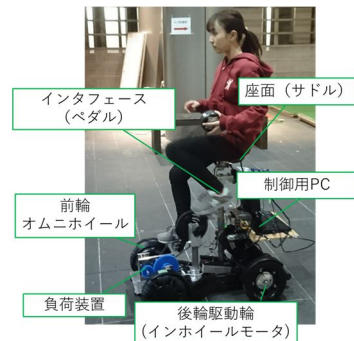 インタフェース
(ペダル)
座面（サドル）
制御用PC
前輪
オムニホイール
負荷装置
後輪駆動輪
(インホイールモータ)